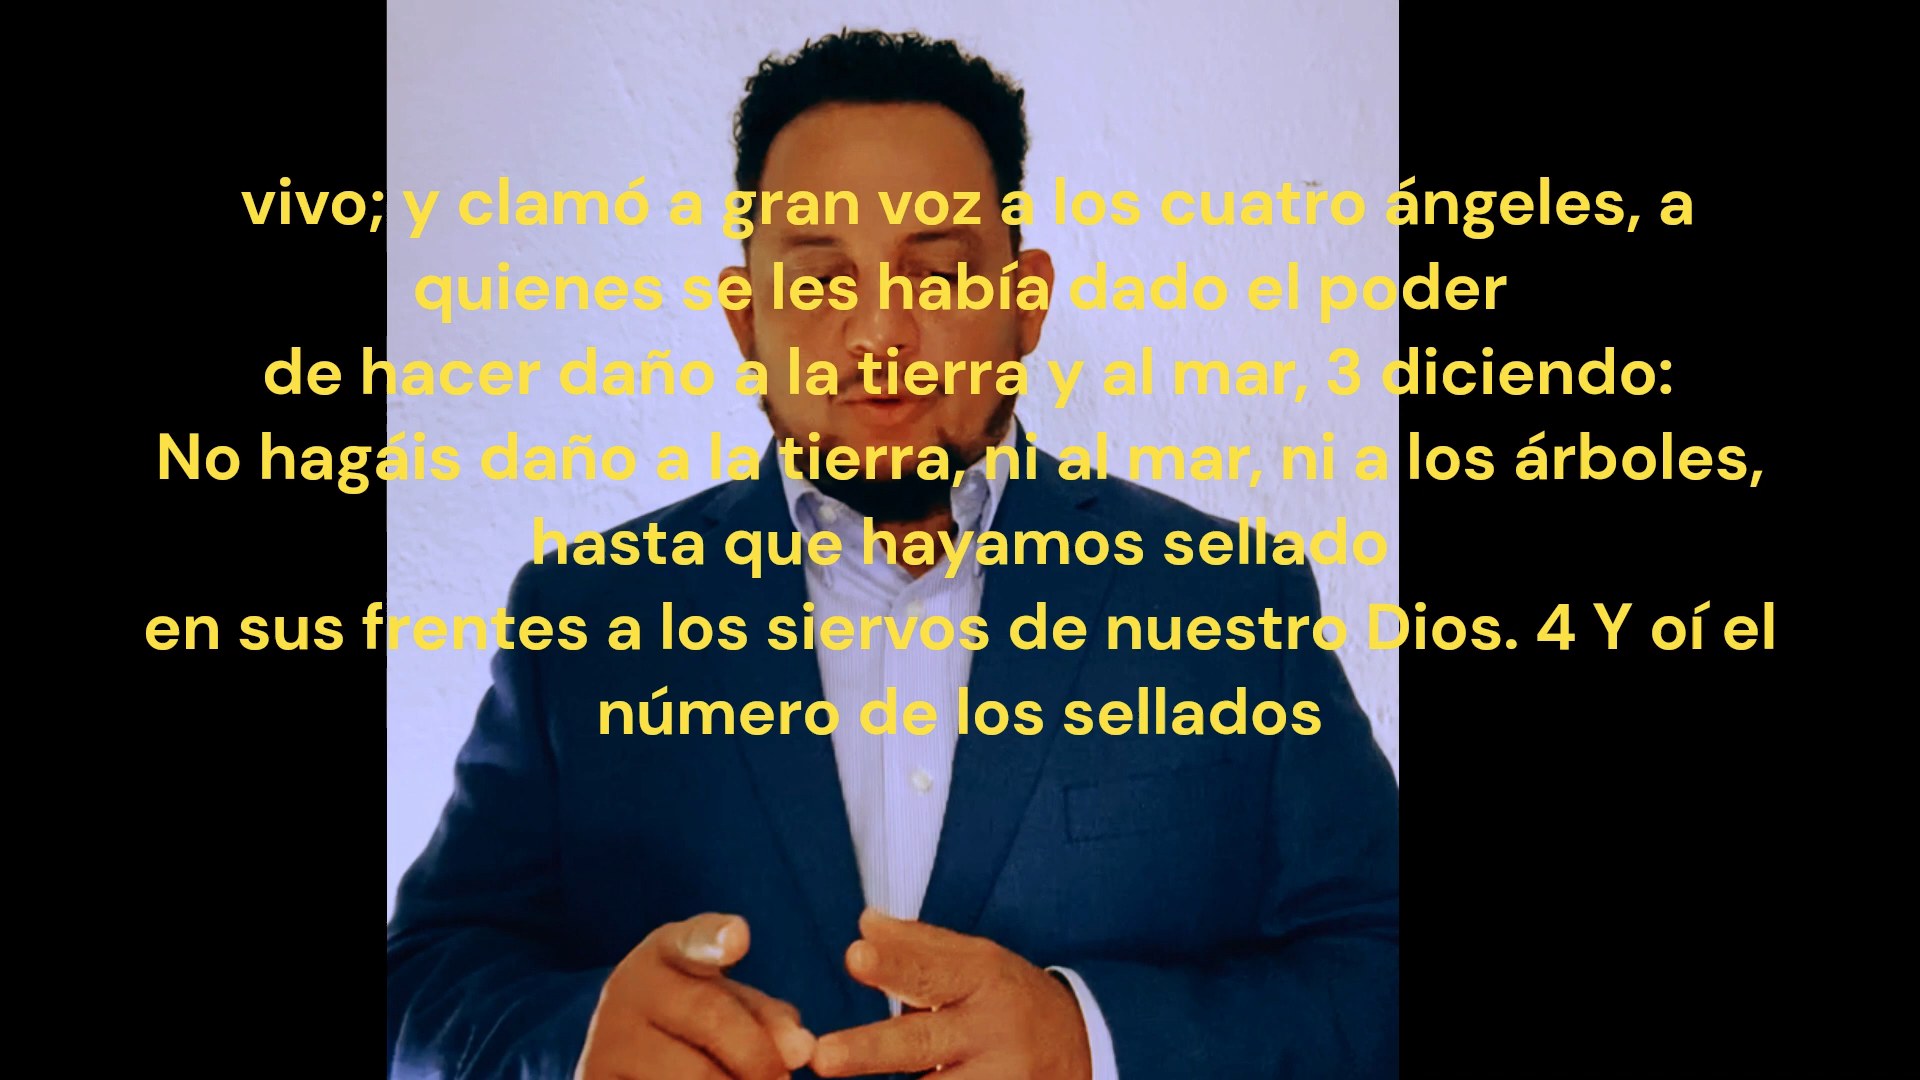 vivo; y clamó a gran voz a los cuatro ángeles, a
quienes se les había dado el poder
de hacer daño a la tierra y al mar, 3 diciendo:
No hagáis daño a la tierra, ni al mar, ni a los árboles,
hasta que hayamos sellado
en sus frentes a los siervos de nuestro Dios. 4 Y oí el
número de los sellados